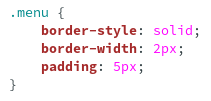 .menu {
    border-style: solid;
    border-width: 2px;
    padding: 5px;
}